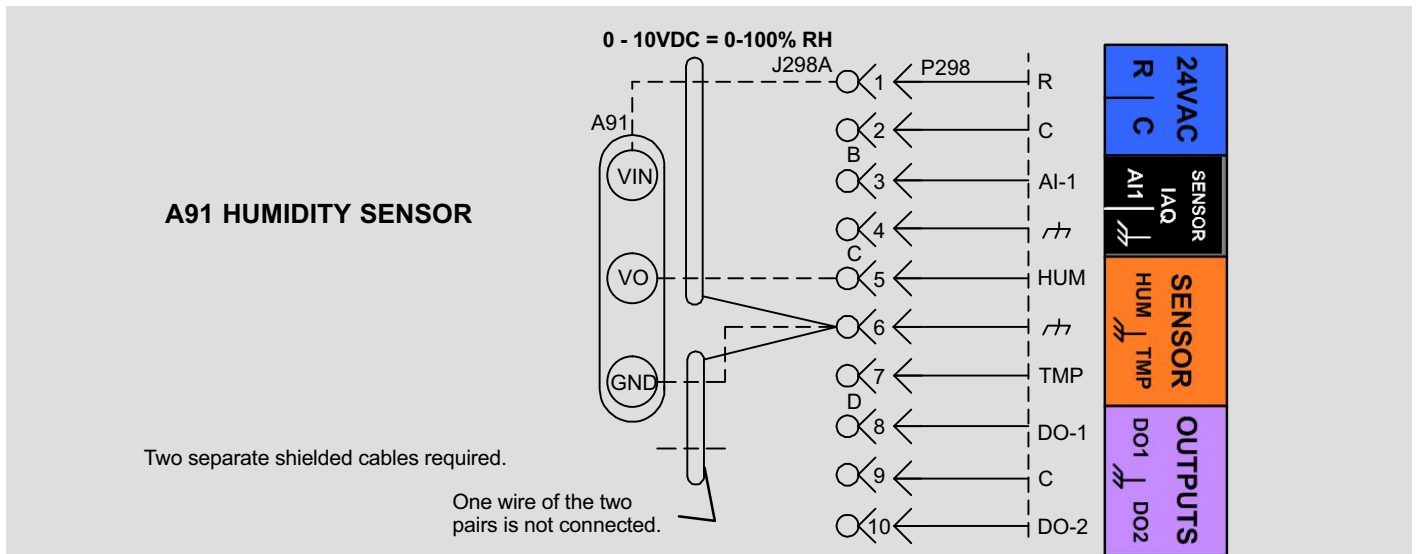 0 - 10VDC = 0-100% RH
J298A
P298
1
R
A91
2
C
B
VIN
3
AI-1
A91 HUMIDITY SENSOR
4
C
VO
5
HUM
6
GND
7
TMP
D
8
DO-1
Two separate shielded cables required.
9
C
One wire of the two
pairs is not connected.
10
DO-2
24VAC
R
C
SENSOR
IAQ
AI1
SENSOR
HUM
TMP
OUTPUTS
DO1
DO2